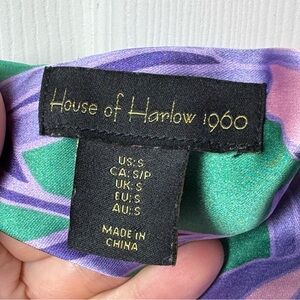 House of Harlow 1960
US:S
CA: S/P
UK: S
EU: S
AU: S
MADE IN
CHINA